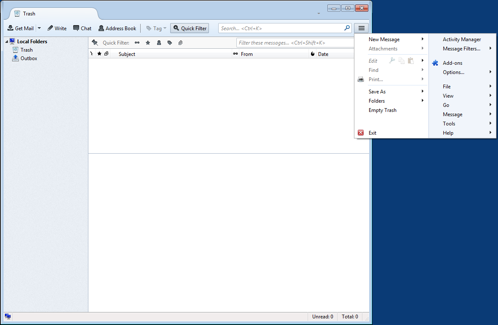 Trash
Get Mail
Write
Chat
Address Book
Tag
Quick Filter
Search... <Ctrl+K>
Local Folders
Trash
Outbox
Quick Filter:
Filter these messages... <Ctrl+Shift+K>
Subject
From
Date
New Message
Attachments
Edit
Find
Print...
Save As
Folders
Empty Trash
Exit
Activity Manager
Message Filters...
Add-ons
Options...
File
View
Go
Message
Tools
Help
Unread: 0
Total: 0